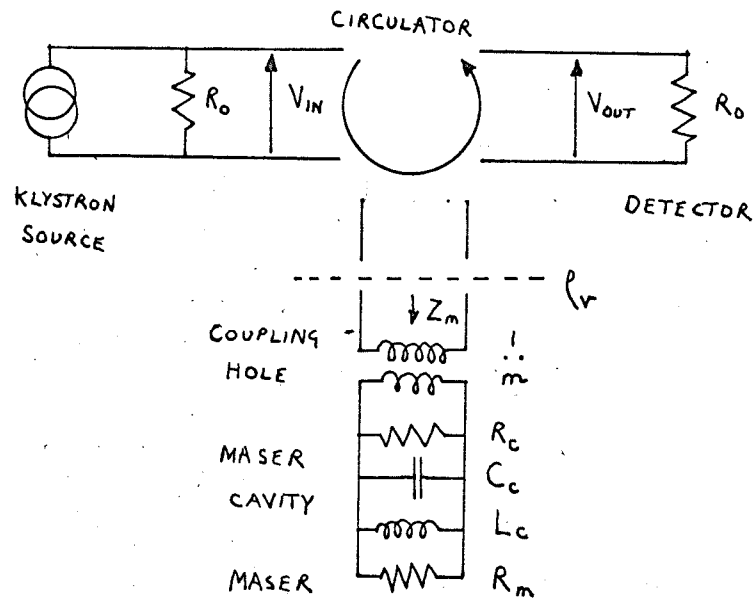 CIRCULATOR
R₀
V_IN
V_OUT
R₀
KLYSTRON
SOURCE
DETECTOR
ρ_v
Z_m
COUPLING
HOLE
1
:
n
R_c
MASER
CAVITY
C_c
L_c
MASER
R_m